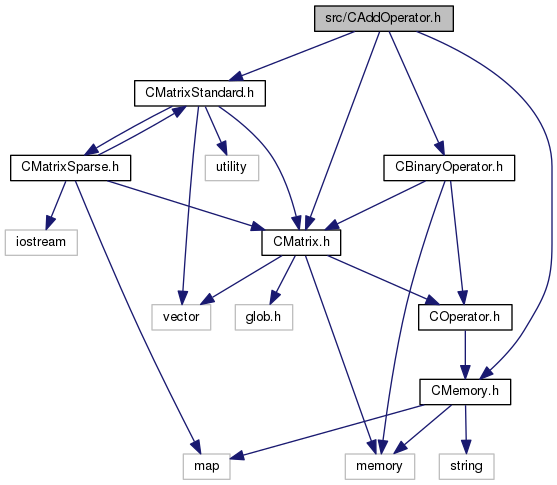 src/CAddOperator.h
CMatrixStandard.h
CMatrixSparse.h
utility
CBinaryOperator.h
iostream
CMatrix.h
vector
glob.h
COperator.h
CMemory.h
map
memory
string